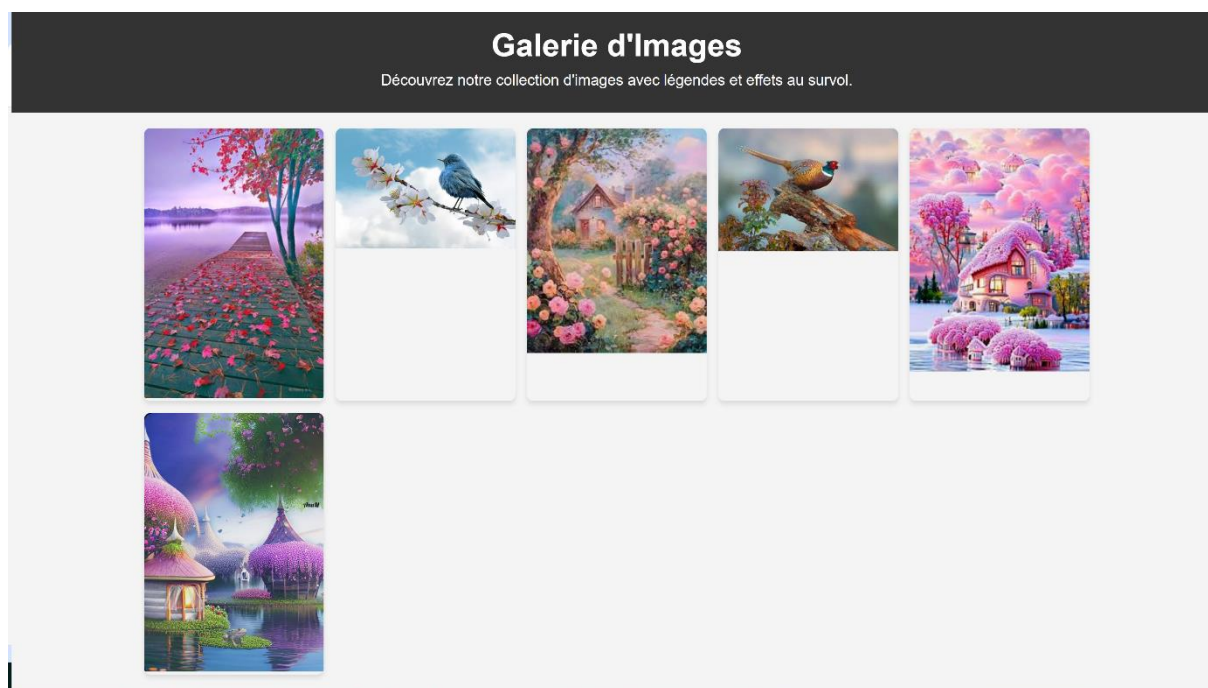 Galerie d'Images
Découvrez notre collection d'images avec légendes et effets au survol.